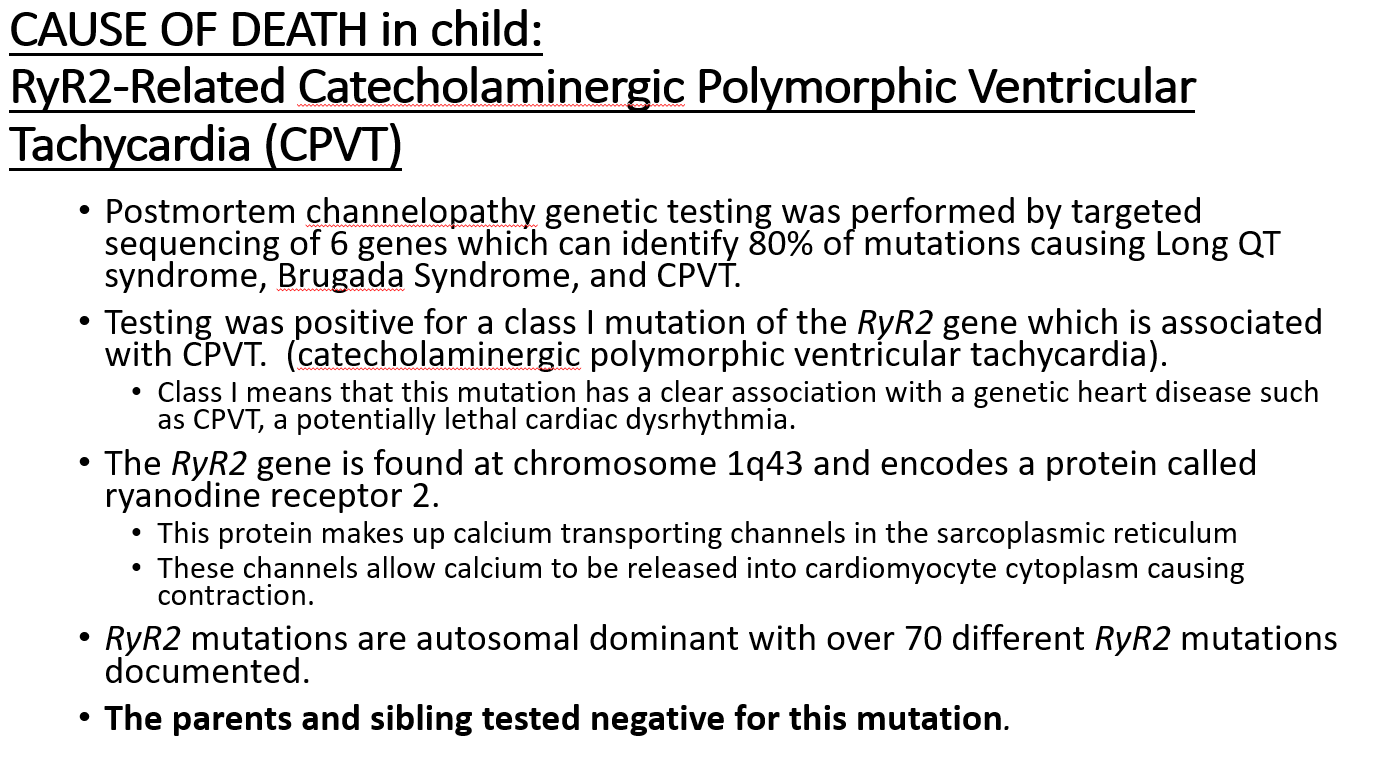 CAUSE OF DEATH in child:
RyR2-Related Catecholaminergic Polymorphic Ventricular
Tachycardia (CPVT)
• Postmortem channelopathy genetic testing was performed by targeted
sequencing of 6 genes which can identify 80% of mutations causing Long QT
syndrome, Brugada Syndrome, and CPVT.
• Testing was positive for a class I mutation of the RyR2 gene which is associated
with CPVT.  (catecholaminergic polymorphic ventricular tachycardia).
• Class I means that this mutation has a clear association with a genetic heart disease such
as CPVT, a potentially lethal cardiac dysrhythmia.
• The RyR2 gene is found at chromosome 1q43 and encodes a protein called
ryanodine receptor 2.
• This protein makes up calcium transporting channels in the sarcoplasmic reticulum
• These channels allow calcium to be released into cardiomyocyte cytoplasm causing
contraction.
• RyR2 mutations are autosomal dominant with over 70 different RyR2 mutations
documented.
• The parents and sibling tested negative for this mutation.